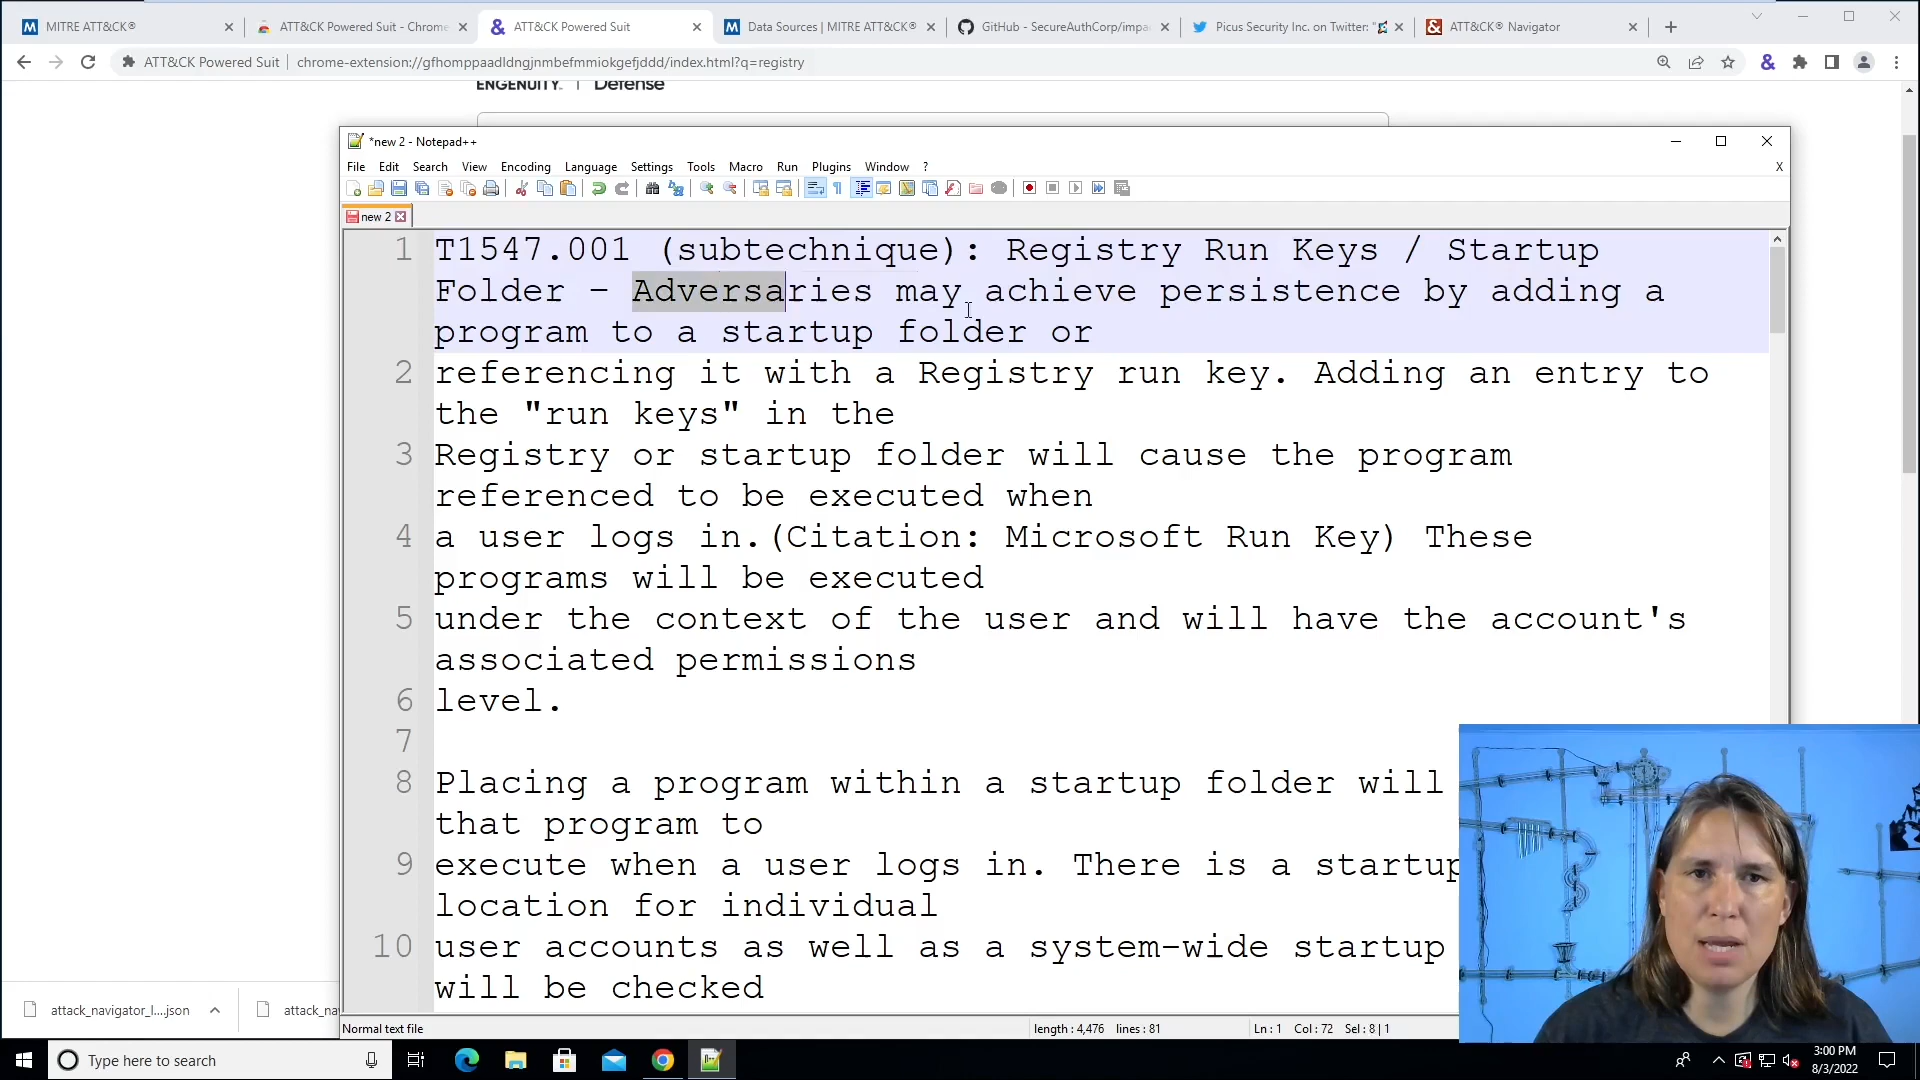 MITRE ATT&CK®
ATT&CK Powered Suit - Chrome
ATT&CK Powered Suit
Data Sources | MITRE ATT&CK®
GitHub - SecureAuthCorp/impa
Picus Security Inc. on Twitter: "
ATT&CK® Navigator
ATT&CK Powered Suit | chrome-extension://gfhomppaadldngjnmbefmmiokgefjddd/index.html?q=registry
ENGENUITY. | Defense
*new 2 - Notepad++
File Edit Search View Encoding Language Settings Tools Macro Run Plugins Window ? X
new 2
1 T1547.001 (subtechnique): Registry Run Keys / Startup
Folder - Adversaries may achieve persistence by adding a
program to a startup folder or
2 referencing it with a Registry run key. Adding an entry to
the "run keys" in the
3 Registry or startup folder will cause the program
referenced to be executed when
4 a user logs in.(Citation: Microsoft Run Key) These
programs will be executed
5 under the context of the user and will have the account's
associated permissions
6 level.
7
8 Placing a program within a startup folder will
that program to
9 execute when a user logs in. There is a startup
location for individual
10 user accounts as well as a system-wide startup
will be checked
attack_navigator_l....json
attack_na
Normal text file
length : 4,476 lines : 81
Ln : 1 Col : 72 Sel : 8 | 1
Type here to search
3:00 PM
8/3/2022